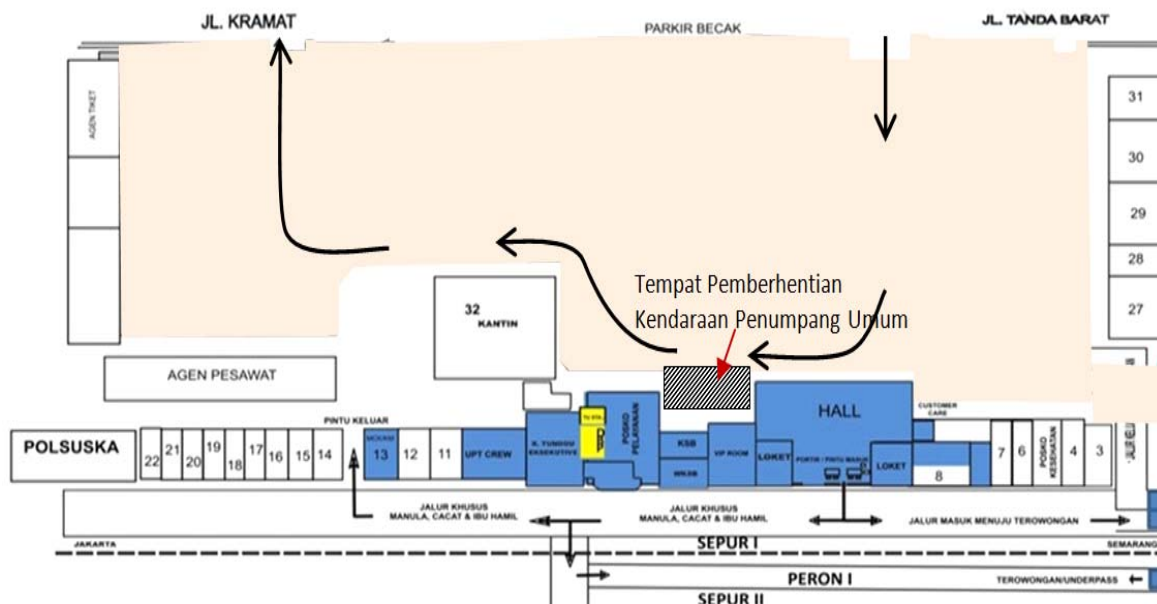 JL. KRAMAT
PARKIR BECAK
JL. TANDA BARAT
AGEN TIKET
31
30
29
28
27
Tempat Pemberhentian
Kendaraan Penumpang Umum
32
KANTIN
AGEN PESAWAT
HALL
CUSTOMER
CARE
PINTU KELUAR
POSKO
PELAYANAN
POLSUSKA
22
21
20
19
18
17
16
15
14
13
12
11
UPT CREW
R. TUNGGU
EKSEKUTIVE
KSB
WKSB
VIP ROOM
LOKET
PORTIR / PINTU MASUK
LOKET
8
7
6
POSKO
KESEHATAN
4
3
JALUR KHUSUS
MANULA, CACAT & IBU HAMIL
JALUR KHUSUS
MANULA, CACAT & IBU HAMIL
JALUR MASUK MENUJU TEROWONGAN
JAKARTA
SEPUR I
SEMARANG
PERON I
TEROWONGAN/UNDERPASS
SEPUR II